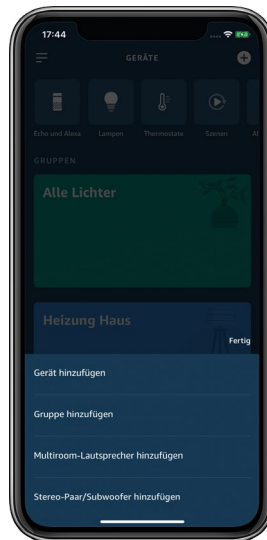 17:44
GERÄTE
Echo und Alexa Lampen Thermostate Szenen Al
GRUPPEN
Alle Lichter
Heizung Haus
Fertig
Gerät hinzufügen
Gruppe hinzufügen
Multiroom-Lautsprecher hinzufügen
Stereo-Paar/Subwoofer hinzufügen